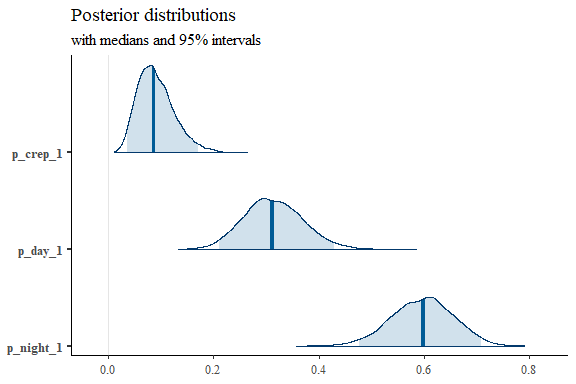 Posterior distributions
with medians and 95% intervals
p_crep_1
p_day_1
p_night_1
0.0 0.2 0.4 0.6 0.8